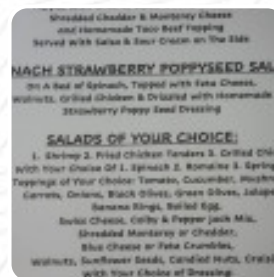 Shredded Cheddar & Monterey Cheese
and Homemade Taco Beef Topping
Served With Salsa & Sour Cream on The Side
NACH STRAWBERRY POPPYSEED SAL
On A Bed of Spinach, Topped with Feta Cheese,
Walnuts, Grilled Chicken & Drizzled with Homemade
Strawberry Poppy Seed Dressing
SALADS OF YOUR CHOICE:
1. Shrimp 2. Fried Chicken Tenders 3. Grilled Chi
With Your Choice Of 1. Spinach 2. Romaine 3. Spring
Toppings of Your Choice: Tomato, Cucumber, Mushro
Carrots, Onions, Black Olives, Green Olives, Jalape
Banana Rings, Boiled Egg,
Swiss Cheese, Colby & Pepper Jack Mix,
Shredded Monterey or Cheddar,
Blue Cheese or Feta Crumbles,
Walnuts, Sunflower Seeds, Candied Nuts, Crais
With Your Choice of Dressing